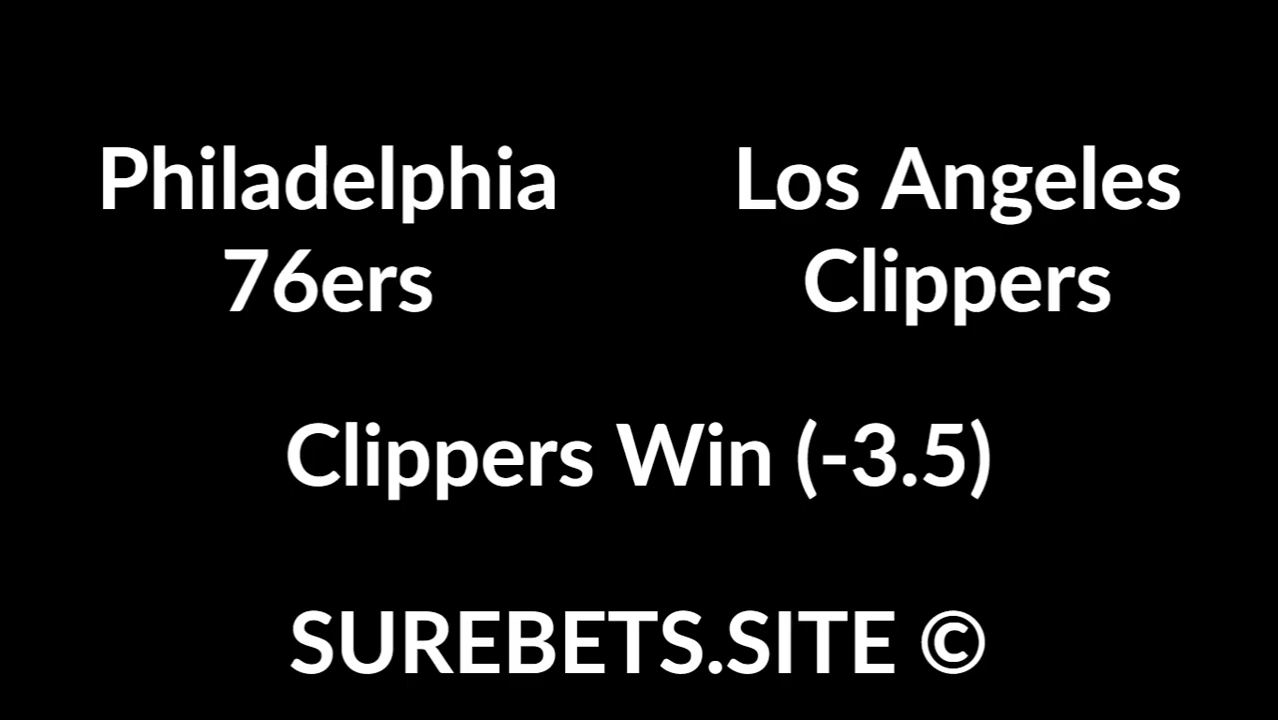 Philadelphia
76ers
Los Angeles
Clippers
Clippers Win (-3.5)
SUREBETS.SITE ©